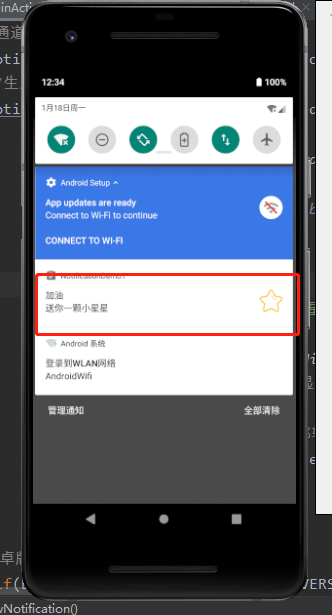 inActi
通道
oti
生
oti
12:34
100%
1月18日周一
Android Setup
App updates are ready
Connect to Wi-Fi to continue
CONNECT TO WI-FI
NotificationDemo1
加油
送你一颗小星星
Android 系统
登录到WLAN网络
AndroidWifi
管理通知
全部清除
卓版
if(
VERS
wNotification()